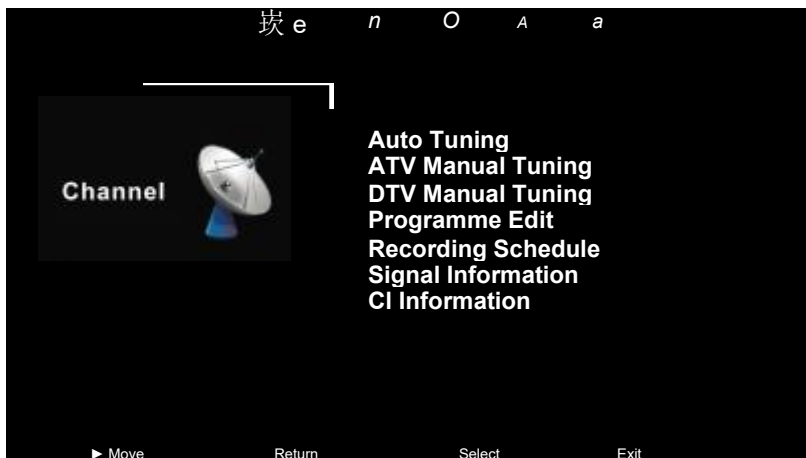 崁 e n O A a
Channel
Auto Tuning
ATV Manual Tuning
DTV Manual Tuning
Programme Edit
Recording Schedule
Signal Information
CI Information
► Move Return Select Exit